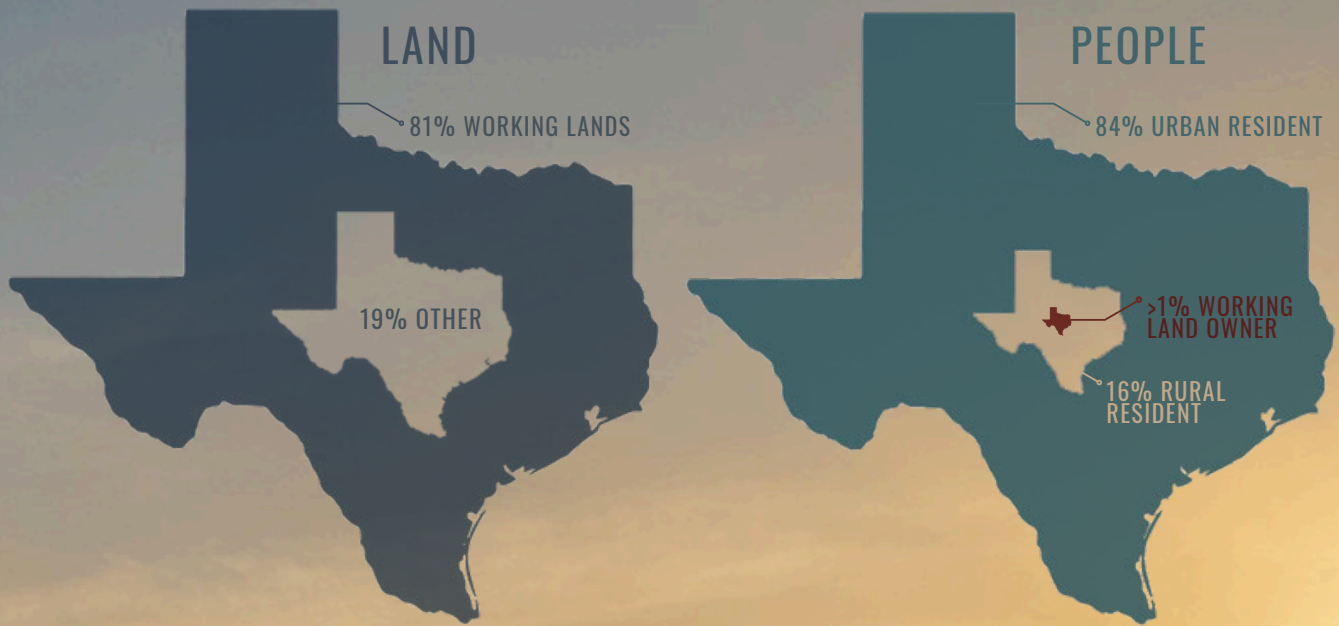 LAND
81% WORKING LANDS
19% OTHER
PEOPLE
84% URBAN RESIDENT
>1% WORKING
LAND OWNER
16% RURAL
RESIDENT